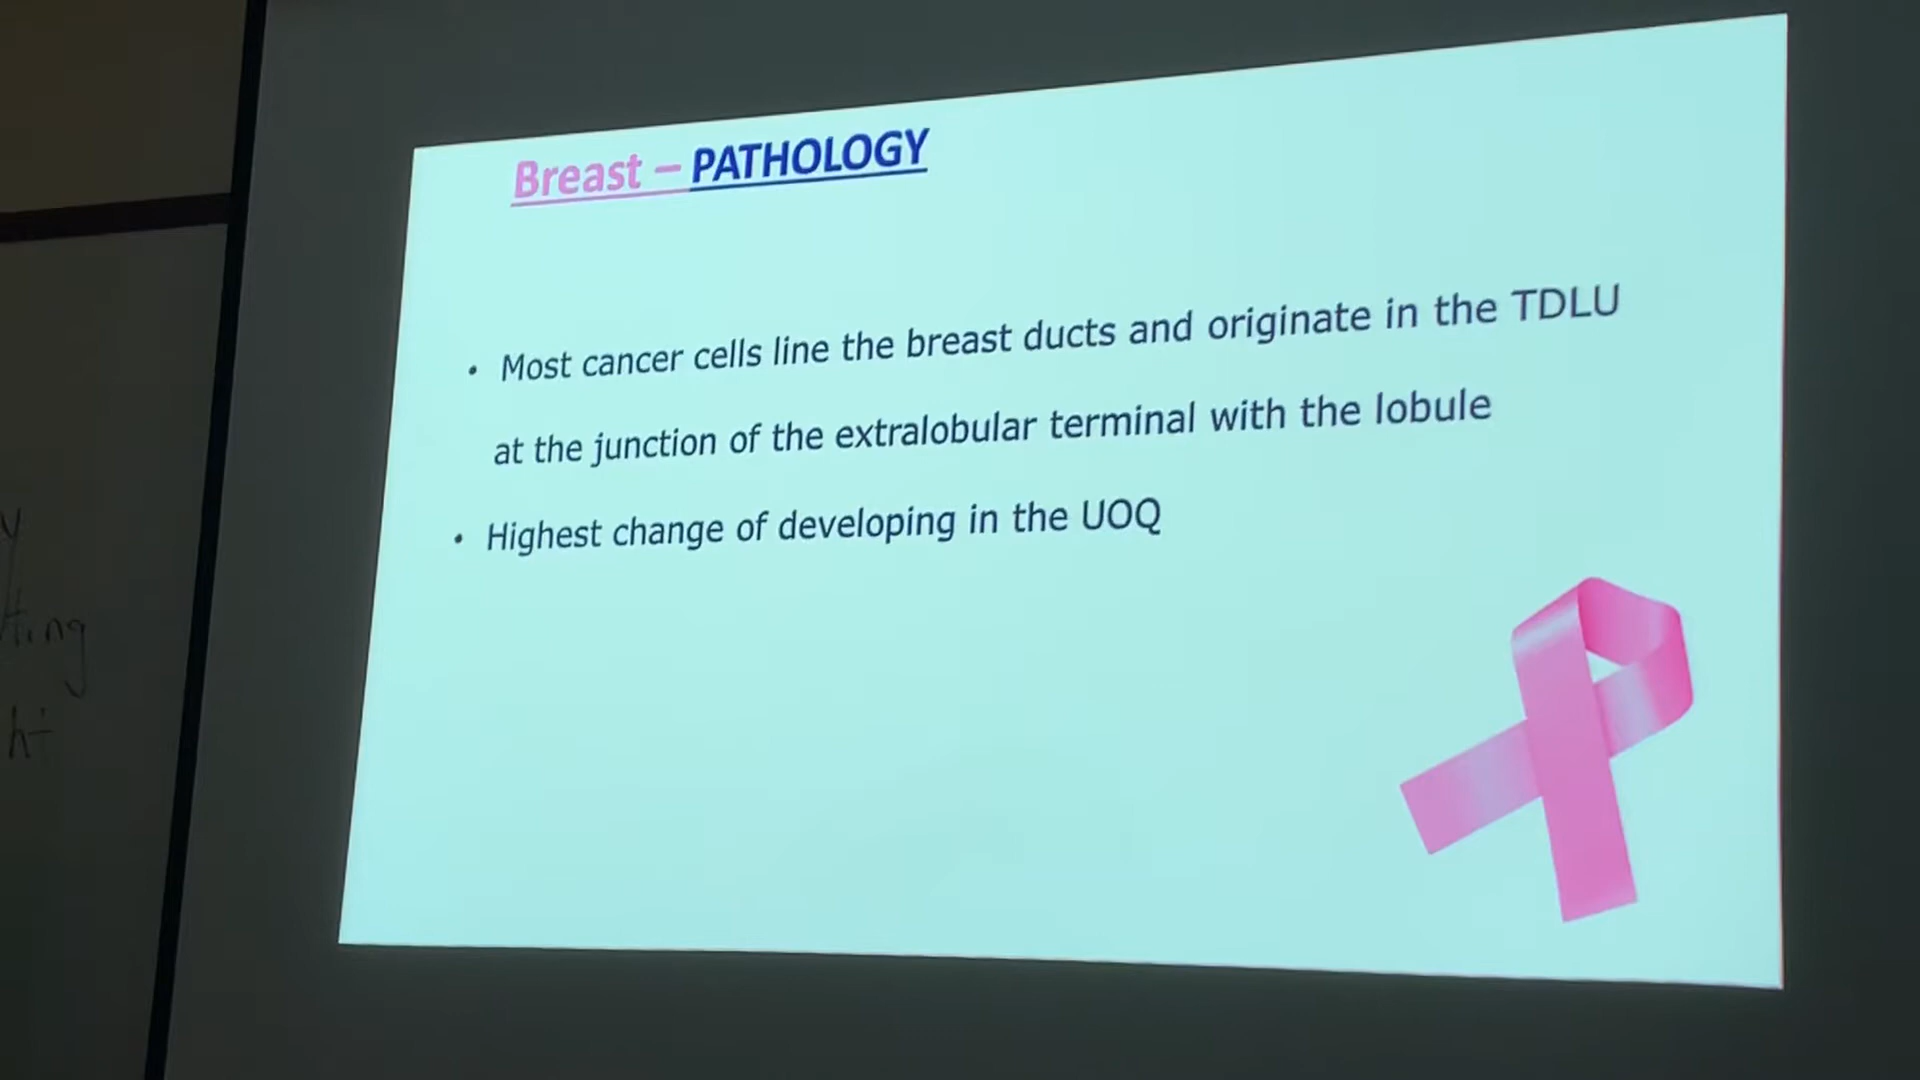 Breast – PATHOLOGY
• Most cancer cells line the breast ducts and originate in the TDLU
at the junction of the extralobular terminal with the lobule
• Highest change of developing in the UOQ